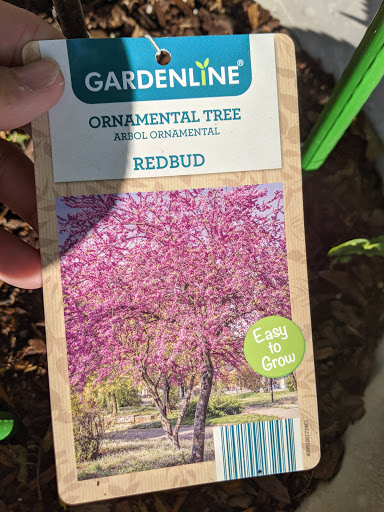 GARDENLINE®
ORNAMENTAL TREE
ARBOL ORNAMENTAL
REDBUD
Easy
to
Grow